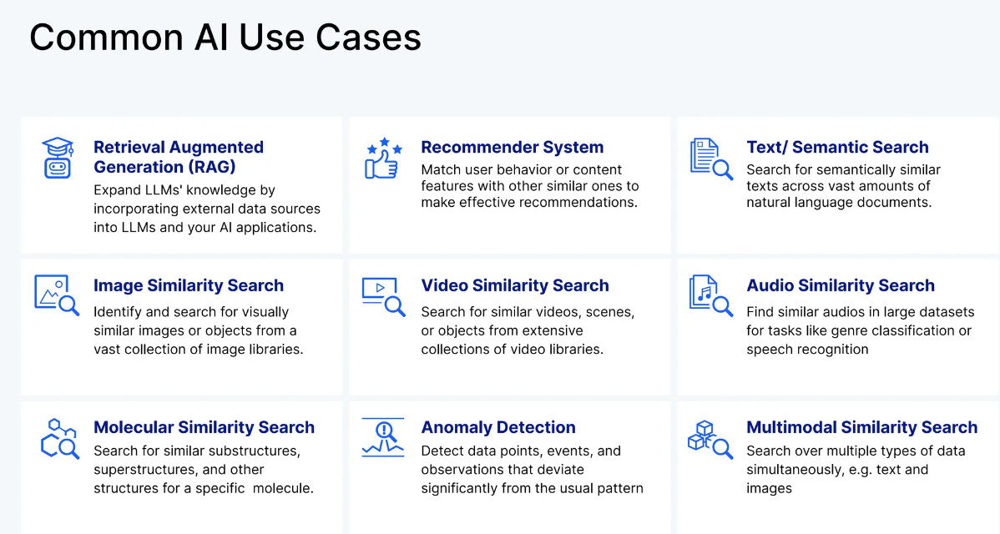 Common AI Use Cases
Retrieval Augmented
Generation (RAG)
Expand LLMs' knowledge by
incorporating external data sources
into LLMs and your AI applications.
Recommender System
Match user behavior or content
features with other similar ones to
make effective recommendations.
Text/ Semantic Search
Search for semantically similar
texts across vast amounts of
natural language documents.
Image Similarity Search
Identify and search for visually
similar images or objects from a
vast collection of image libraries.
Video Similarity Search
Search for similar videos, scenes,
or objects from extensive
collections of video libraries.
Audio Similarity Search
Find similar audios in large datasets
for tasks like genre classification or
speech recognition
Molecular Similarity Search
Search for similar substructures,
superstructures, and other
structures for a specific  molecule.
Anomaly Detection
Detect data points, events, and
observations that deviate
significantly from the usual pattern
Multimodal Similarity Search
Search over multiple types of data
simultaneously, e.g. text and
images